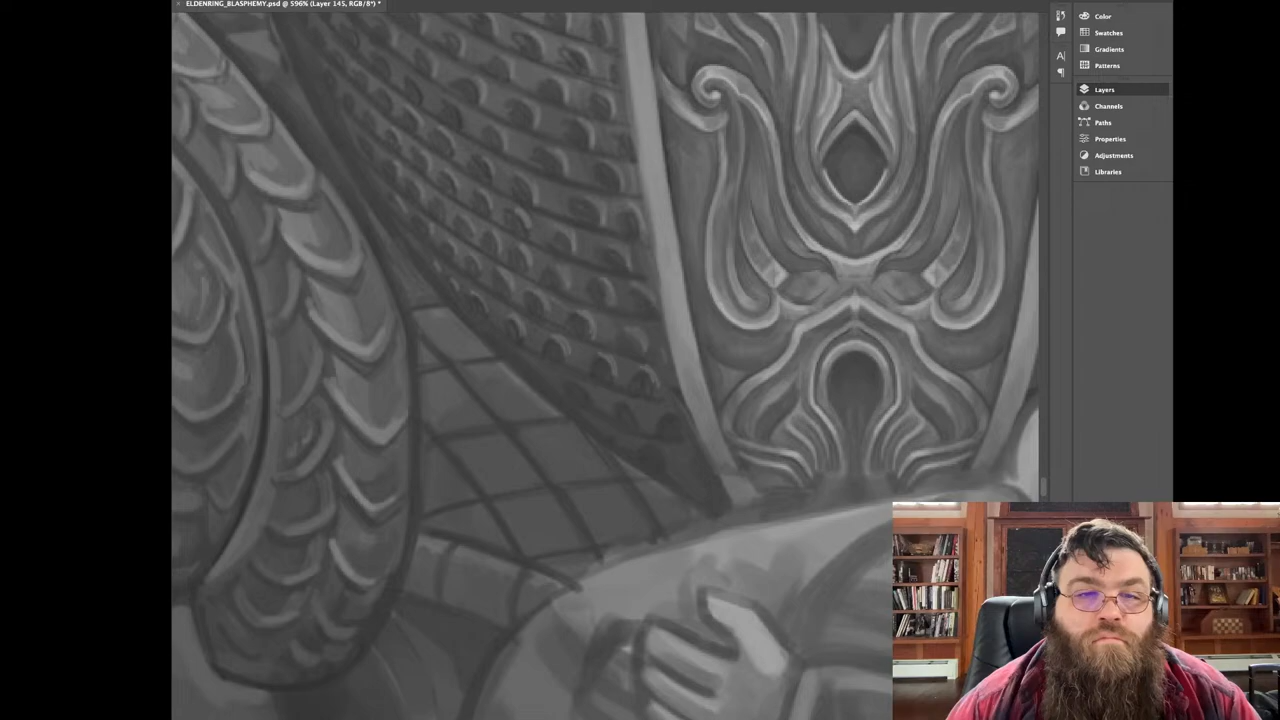 × ELDENRING_BLASPHEMY.psd @ 596% (Layer 145, RGB/8*) *
Color
Swatches
Gradients
A|
Patterns
¶
Layers
Channels
Paths
Properties
Adjustments
Libraries